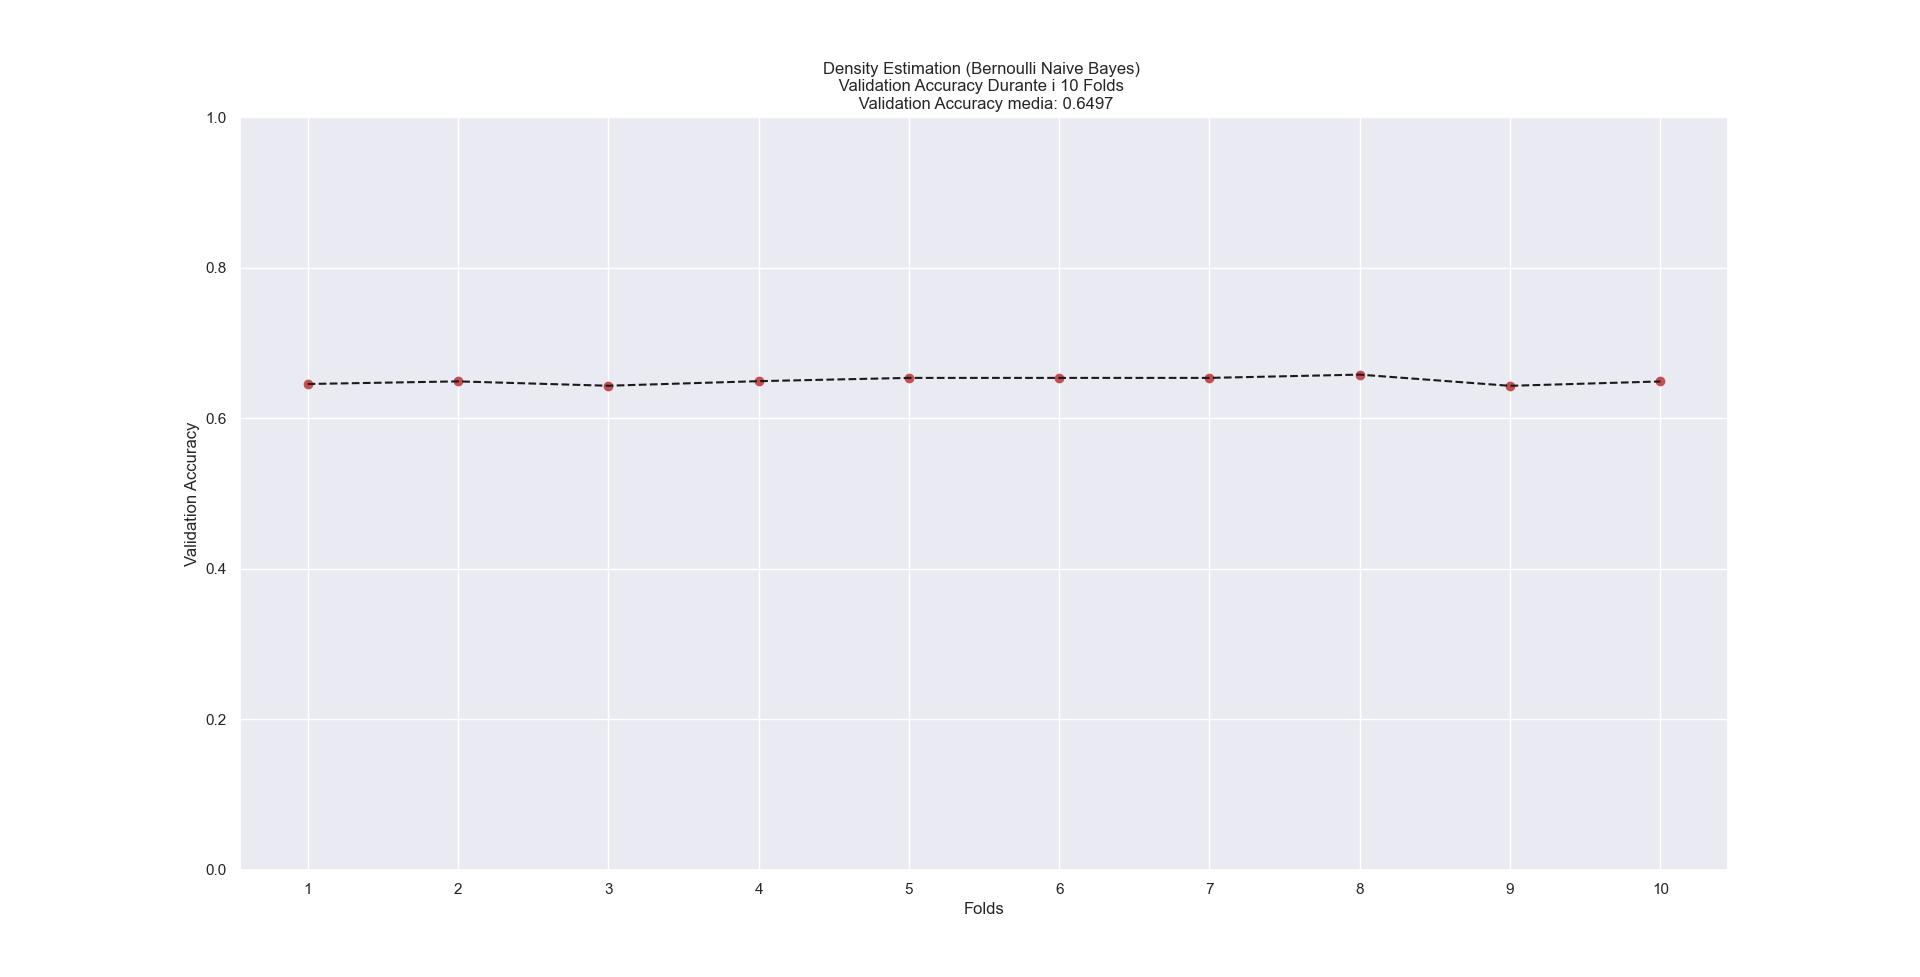 Density Estimation (Bernoulli Naive Bayes)
Validation Accuracy Durante i 10 Folds
Validation Accuracy media: 0.6497
1.0
0.8
0.6
0.4
0.2
0.0
Validation Accuracy
1 2 3 4 5 6 7 8 9 10
Folds